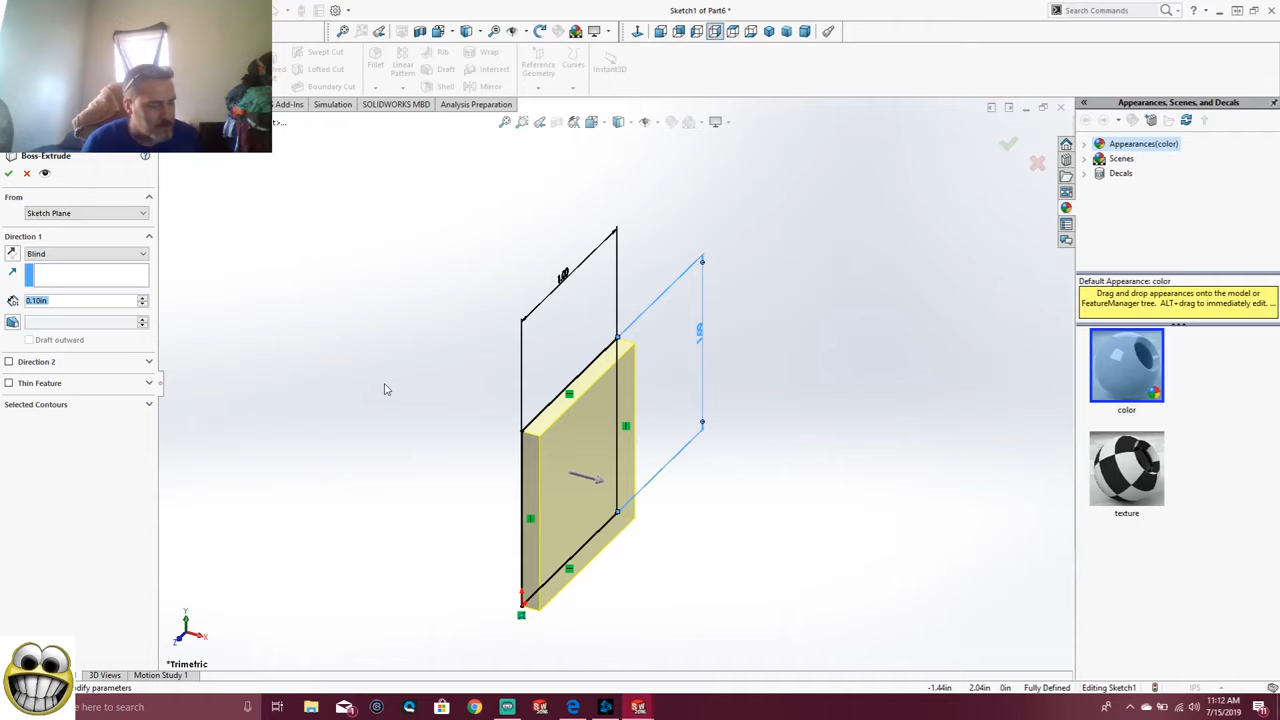 Sketch1 of Part6 *
Search Commands
Swept Cut
Lofted Cut
Boundary Cut
Fillet
Linear
Pattern
Rib
Draft
Shell
Wrap
Intersect
Mirror
Reference
Geometry
Curves
Instant3D
Add-Ins
Simulation
SOLIDWORKS MBD
Analysis Preparation
Appearances, Scenes, and Decals
Appearances(color)
Scenes
Decals
Boss-Extrude
From
Sketch Plane
Direction 1
Blind
0.10in
Draft outward
Direction 2
Thin Feature
Selected Contours
Default Appearance: color
Drag and drop appearances onto the model or
FeatureManager tree. ALT+drag to immediately edit. ...
color
texture
Y
X
Z
*Trimetric
3D Views
Motion Study 1
dify parameters
-1.44in
2.04in
0in
Fully Defined
Editing Sketch1
IPS
here to search
11:12 AM
7/15/2019